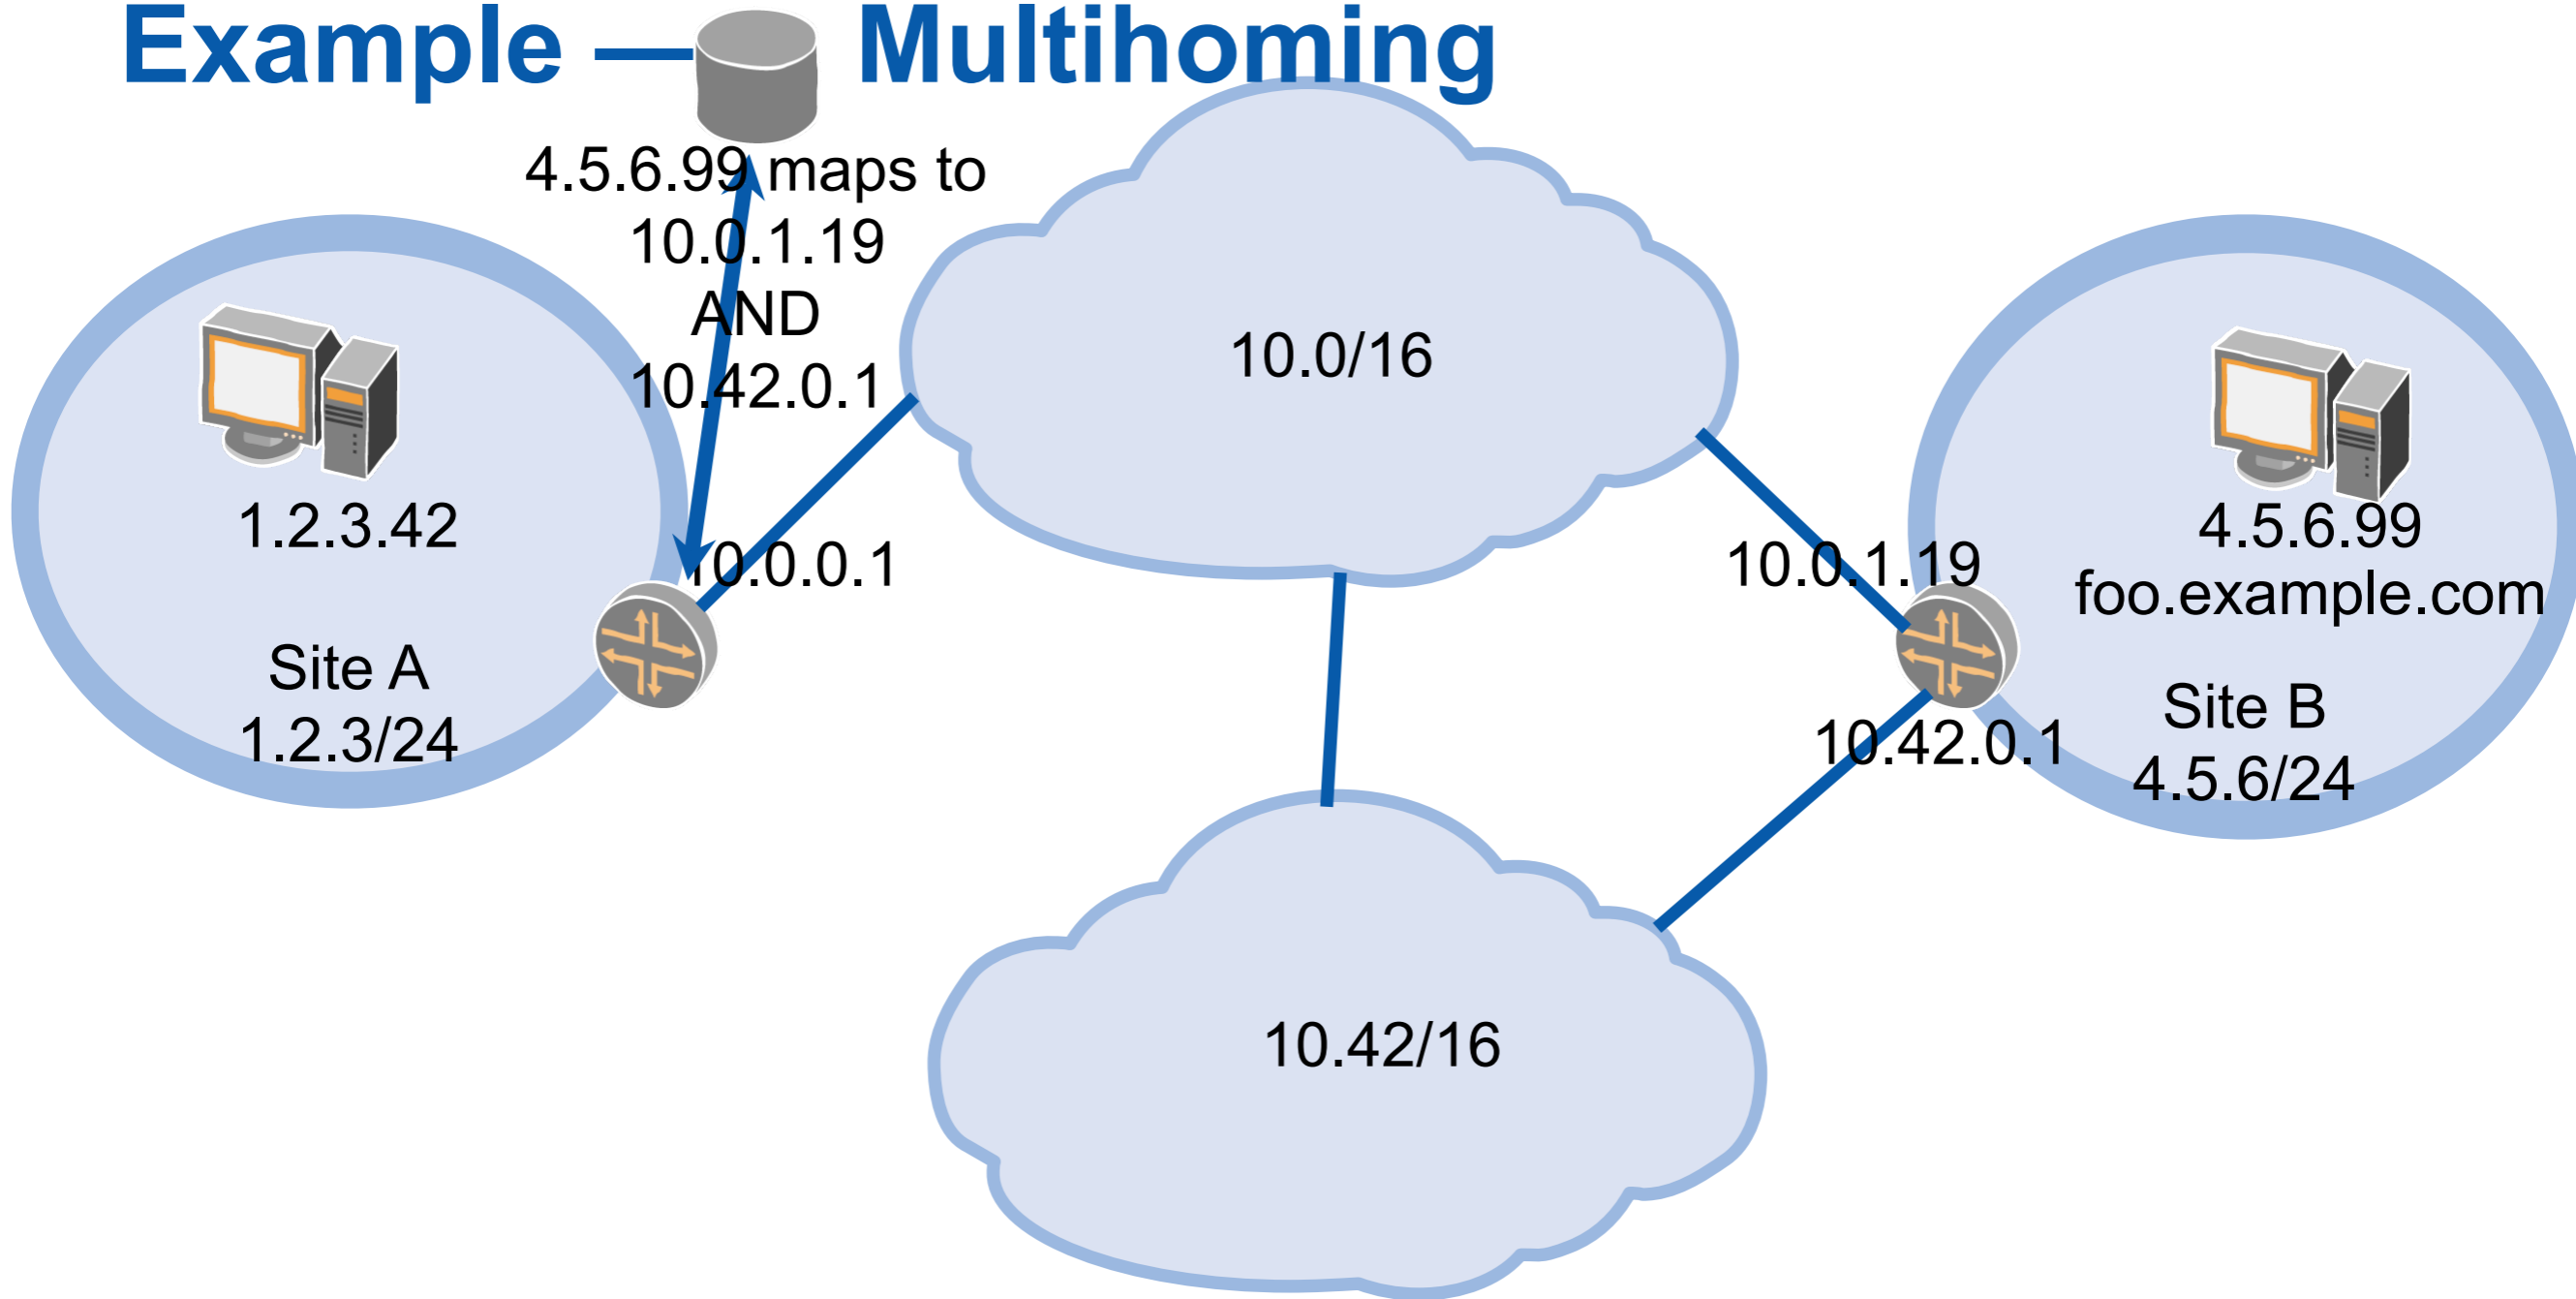 Example — Multihoming
4.5.6.99 maps to
10.0.1.19
AND
10.42.0.1
10.0/16
1.2.3.42
10.0.0.1
Site A
1.2.3/24
10.0.1.19
4.5.6.99
foo.example.com
10.42.0.1
Site B
4.5.6/24
10.42/16